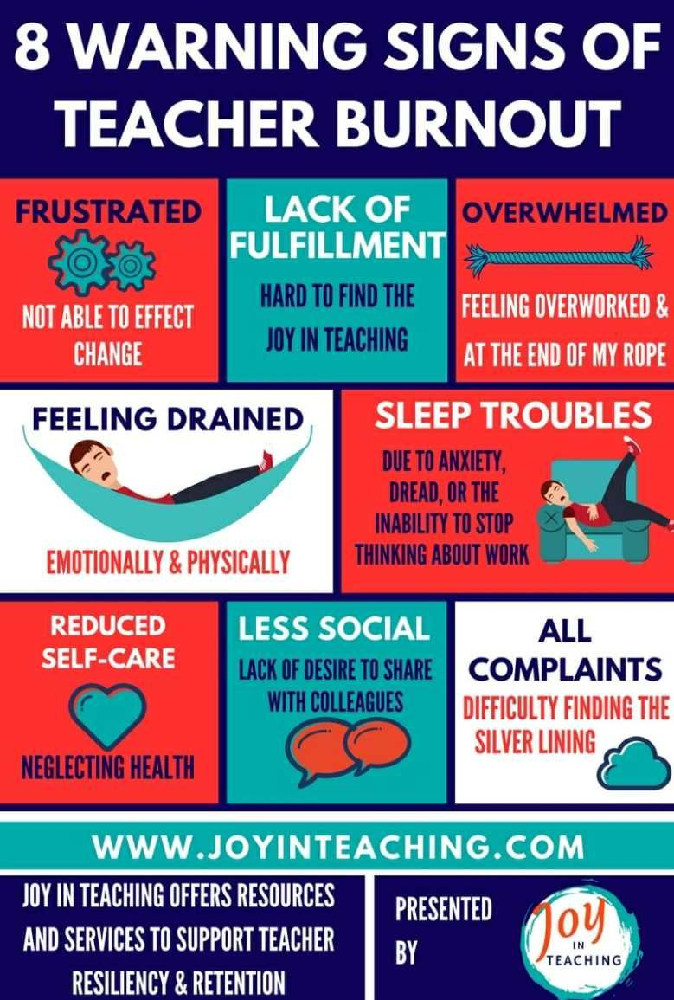 8 WARNING SIGNS OF
TEACHER BURNOUT
FRUSTRATED
NOT ABLE TO EFFECT
CHANGE
LACK OF
FULFILLMENT
HARD TO FIND THE
JOY IN TEACHING
OVERWHELMED
FEELING OVERWORKED &
AT THE END OF MY ROPE
FEELING DRAINED
EMOTIONALLY & PHYSICALLY
SLEEP TROUBLES
DUE TO ANXIETY,
DREAD, OR THE
INABILITY TO STOP
THINKING ABOUT WORK
REDUCED
SELF-CARE
NEGLECTING HEALTH
LESS SOCIAL
LACK OF DESIRE TO SHARE
WITH COLLEAGUES
ALL
COMPLAINTS
DIFFICULTY FINDING THE
SILVER LINING
WWW.JOYINTEACHING.COM
JOY IN TEACHING OFFERS RESOURCES
AND SERVICES TO SUPPORT TEACHER
RESILIENCY & RETENTION
PRESENTED
BY
Joy
IN
TEACHING